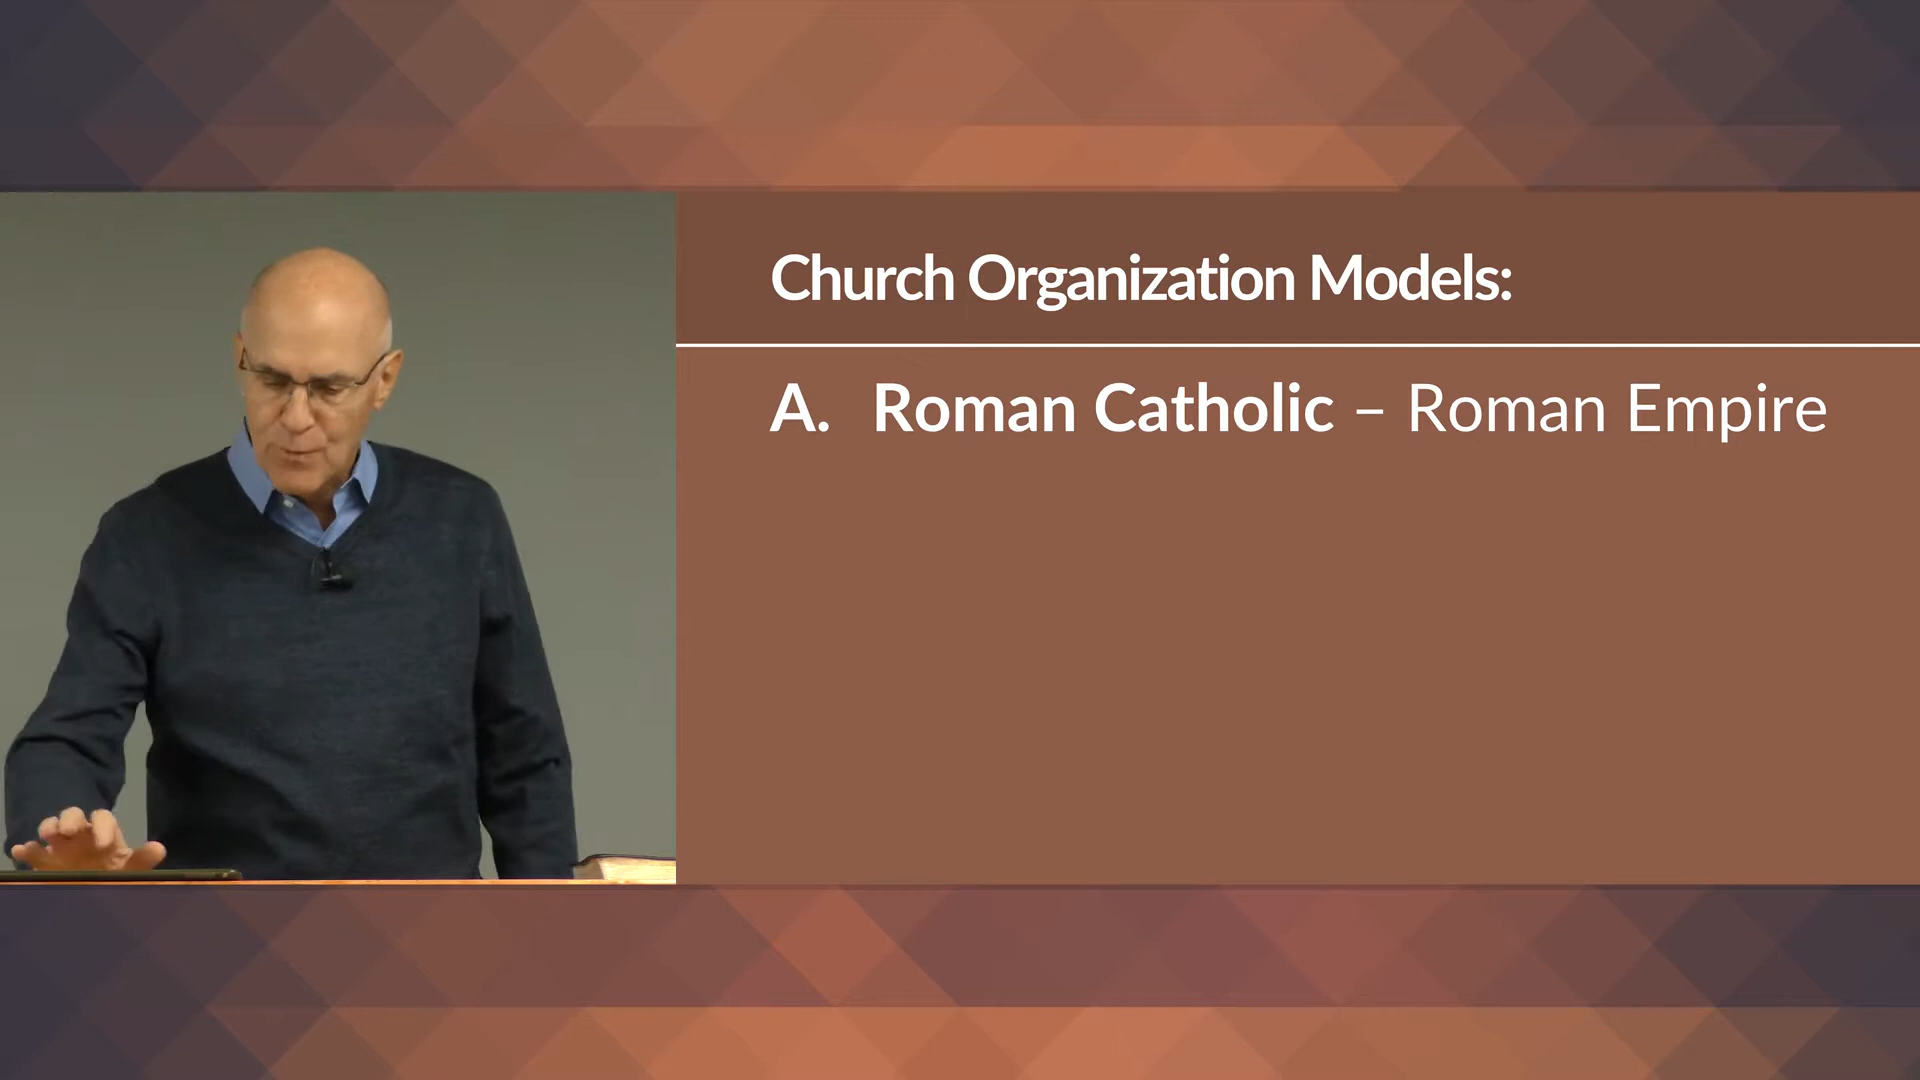 Church Organization Models:
A. Roman Catholic – Roman Empire